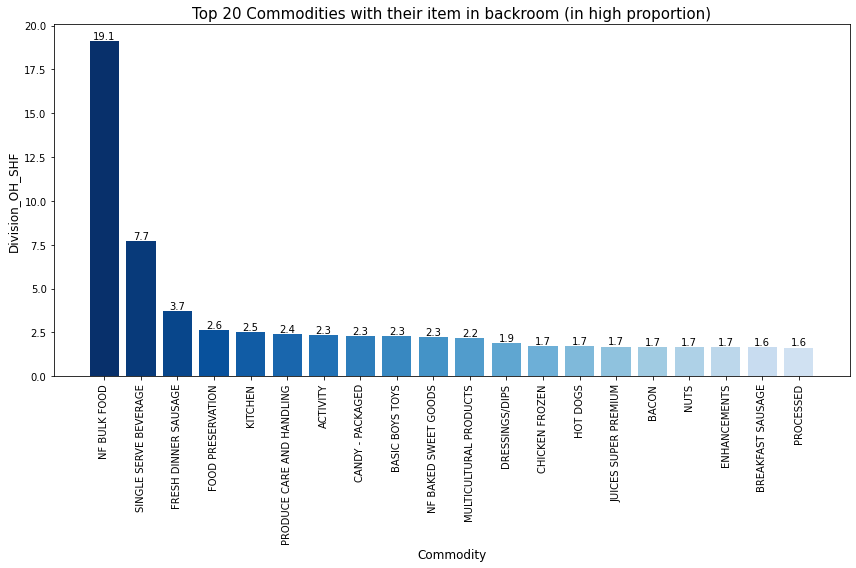 Top 20 Commodities with their item in backroom (in high proportion)
Division_OH_SHF
20.0
17.5
15.0
12.5
10.0
7.5
5.0
2.5
0.0
19.1
7.7
3.7
2.6
2.5
2.4
2.3
2.3
2.3
2.3
2.2
1.9
1.7
1.7
1.7
1.7
1.7
1.7
1.6
1.6
NF BULK FOOD
SINGLE SERVE BEVERAGE
FRESH DINNER SAUSAGE
FOOD PRESERVATION
KITCHEN
PRODUCE CARE AND HANDLING
ACTIVITY
CANDY - PACKAGED
BASIC BOYS TOYS
NF BAKED SWEET GOODS
MULTICULTURAL PRODUCTS
DRESSINGS/DIPS
CHICKEN FROZEN
HOT DOGS
JUICES SUPER PREMIUM
BACON
NUTS
ENHANCEMENTS
BREAKFAST SAUSAGE
PROCESSED
Commodity